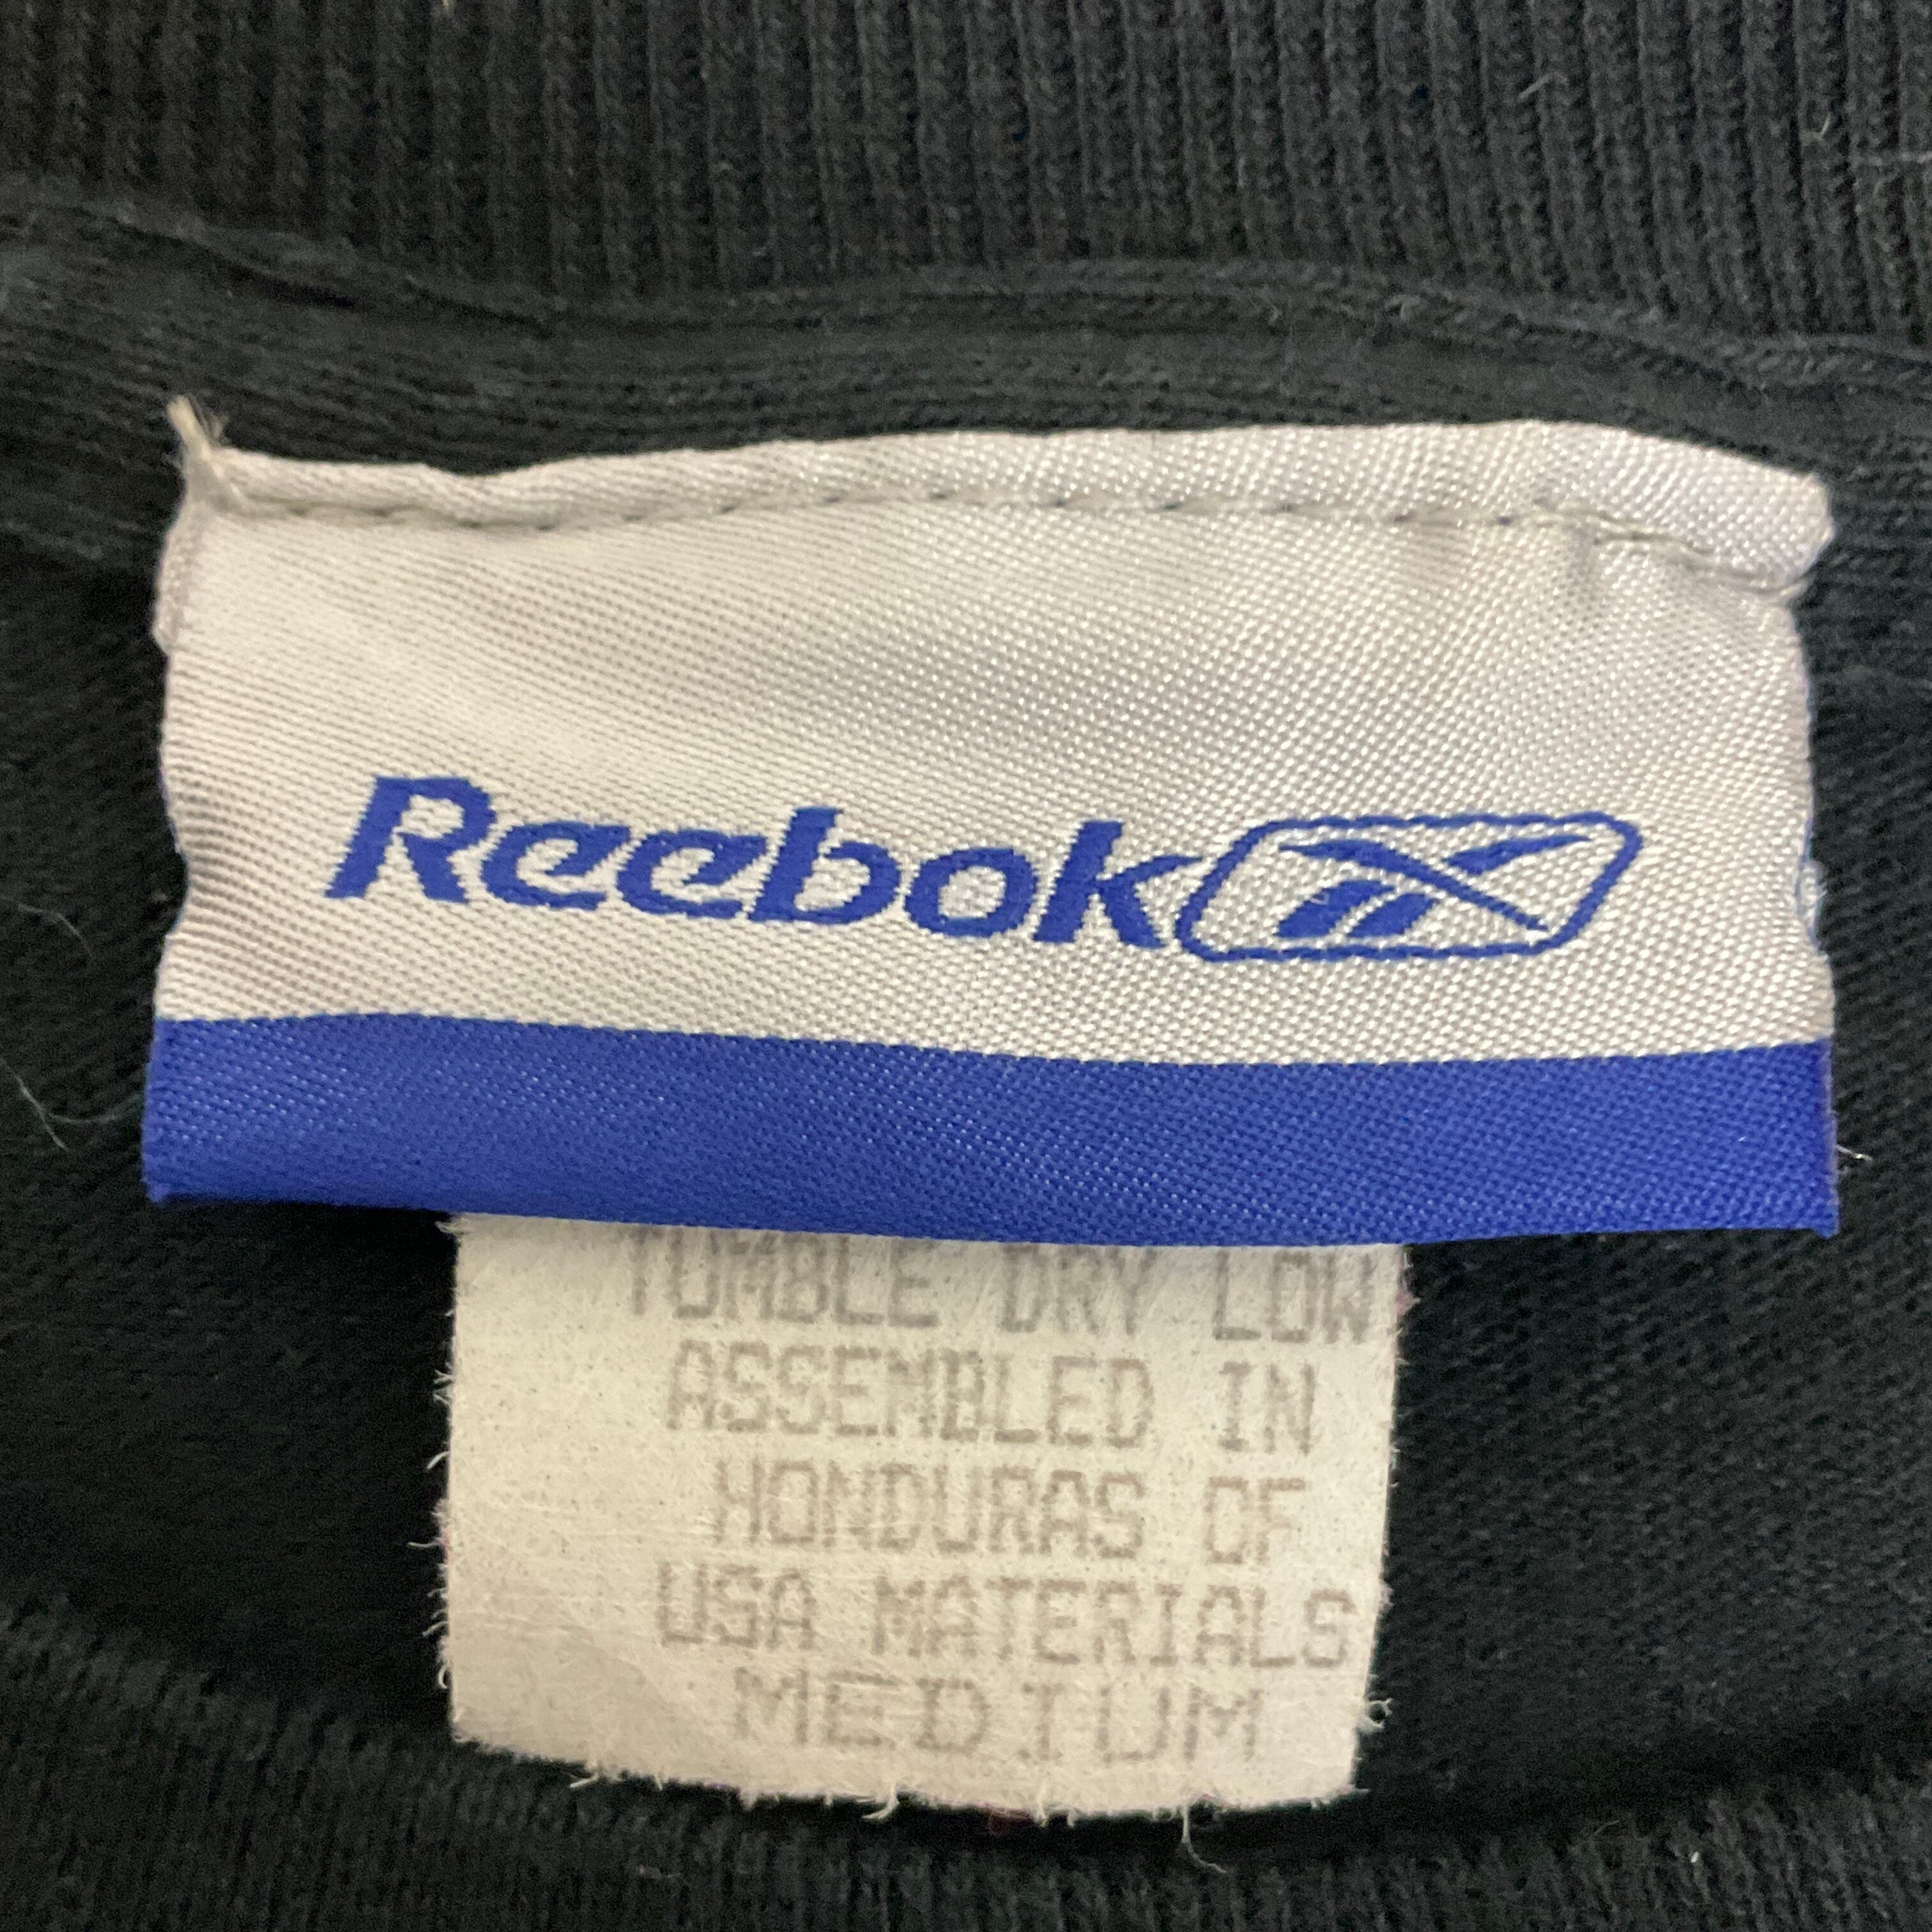 Reebok
TUMBLE DRY LOW
ASSEMBLED IN
HONDURAS OF
USA MATERIALS
MEDIUM